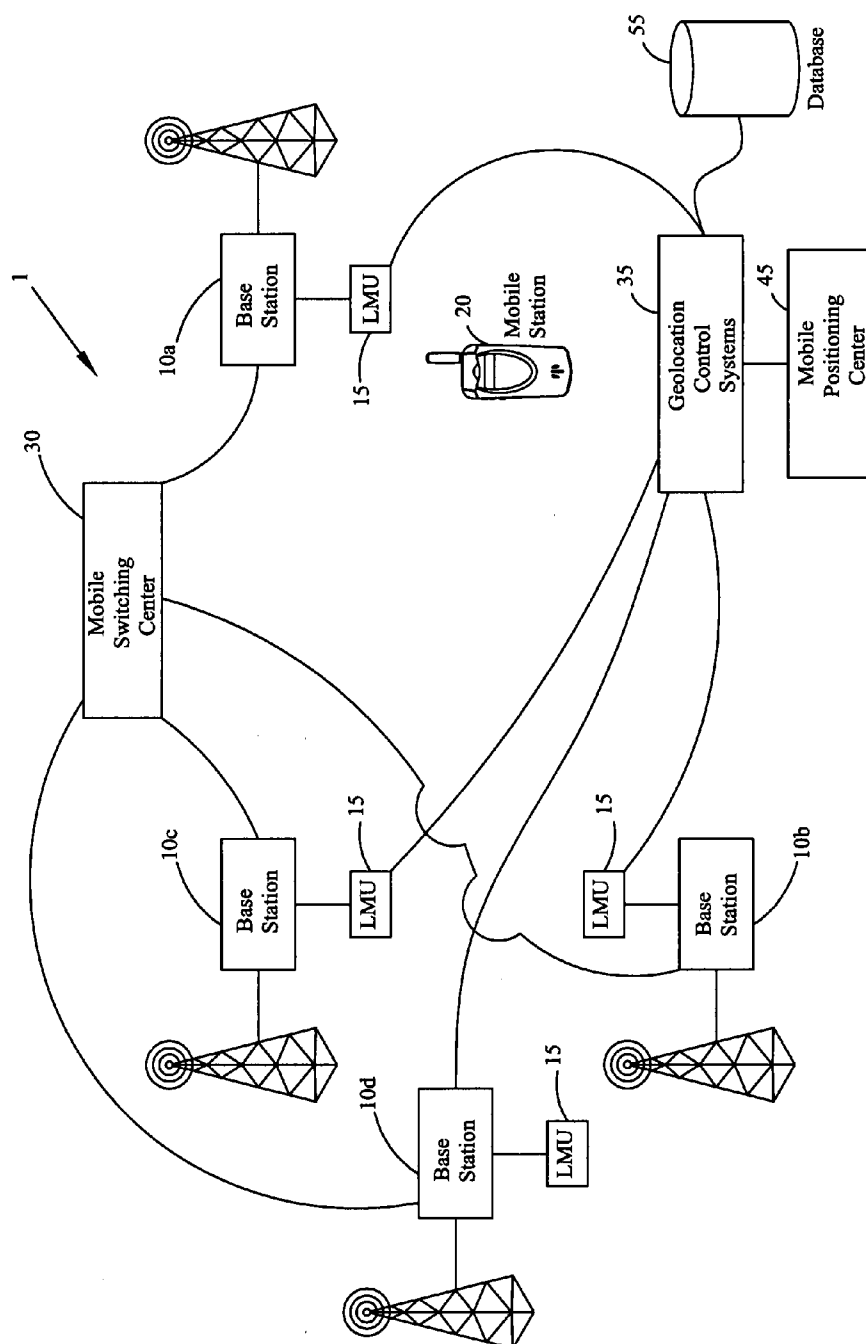 1
30
Mobile
Switching
Center
10a
Base
Station
15
LMU
10c
Base
Station
15
LMU
10d
Base
Station
15
LMU
10b
Base
Station
15
LMU
20
Mobile
Station
35
Geolocation
Control
Systems
45
Mobile
Positioning
Center
55
Database